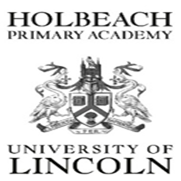 HOLBEACH
PRIMARY ACADEMY
UNIVERSITY OF
LINCOLN